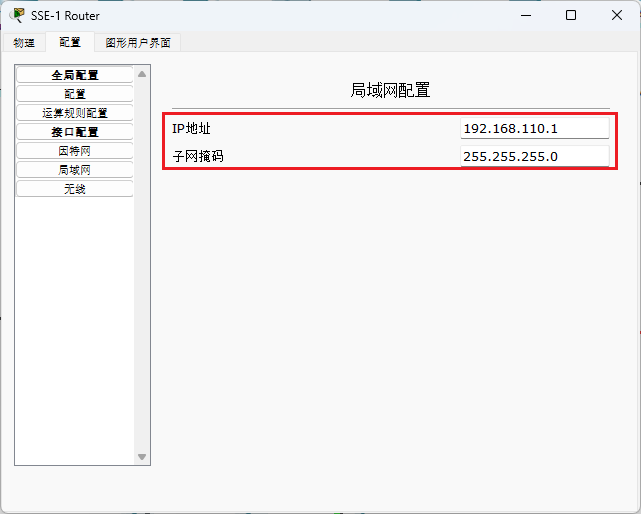 SSE-1 Router
物理 配置 图形用户界面
全局配置
配置
运算规则配置
接口配置
因特网
局域网
无线
局域网配置
IP地址 192.168.110.1
子网掩码 255.255.255.0